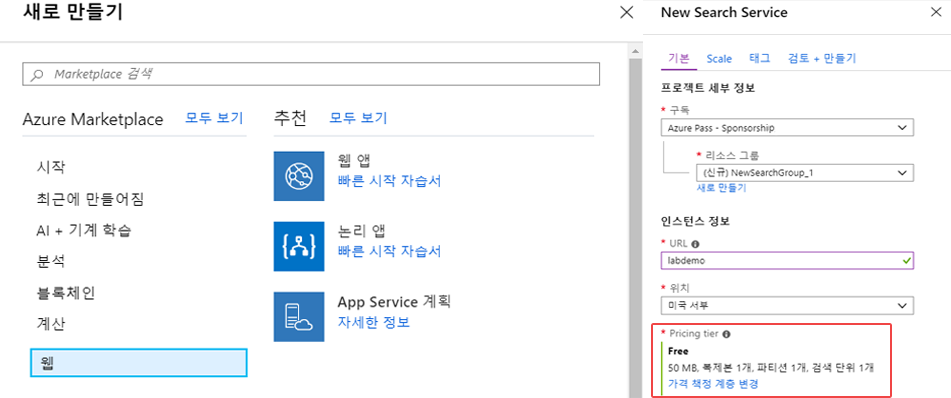 새로 만들기
Marketplace 검색
Azure Marketplace 모두 보기
시작
최근에 만들어짐
AI + 기계 학습
분석
블록체인
계산
웹
추천 모두 보기
웹 앱
빠른 시작 자습서
논리 앱
빠른 시작 자습서
App Service 계획
자세한 정보
New Search Service
기본 Scale 태그 검토 + 만들기
프로젝트 세부 정보
* 구독
Azure Pass - Sponsorship
* 리소스 그룹
(신규) NewSearchGroup_1
새로 만들기
인스턴스 정보
* URL
labdemo
* 위치
미국 서부
* Pricing tier
Free
50 MB, 복제본 1개, 파티션 1개, 검색 단위 1개
가격 책정 계층 변경